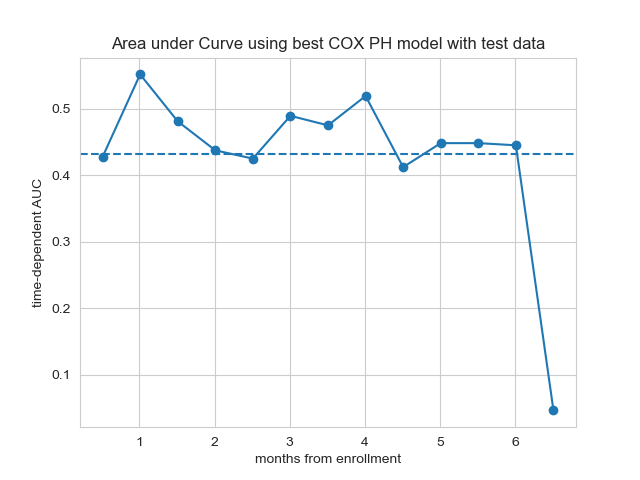 Area under Curve using best COX PH model with test data
time-dependent AUC
0.5
0.4
0.3
0.2
0.1
1 2 3 4 5 6
months from enrollment